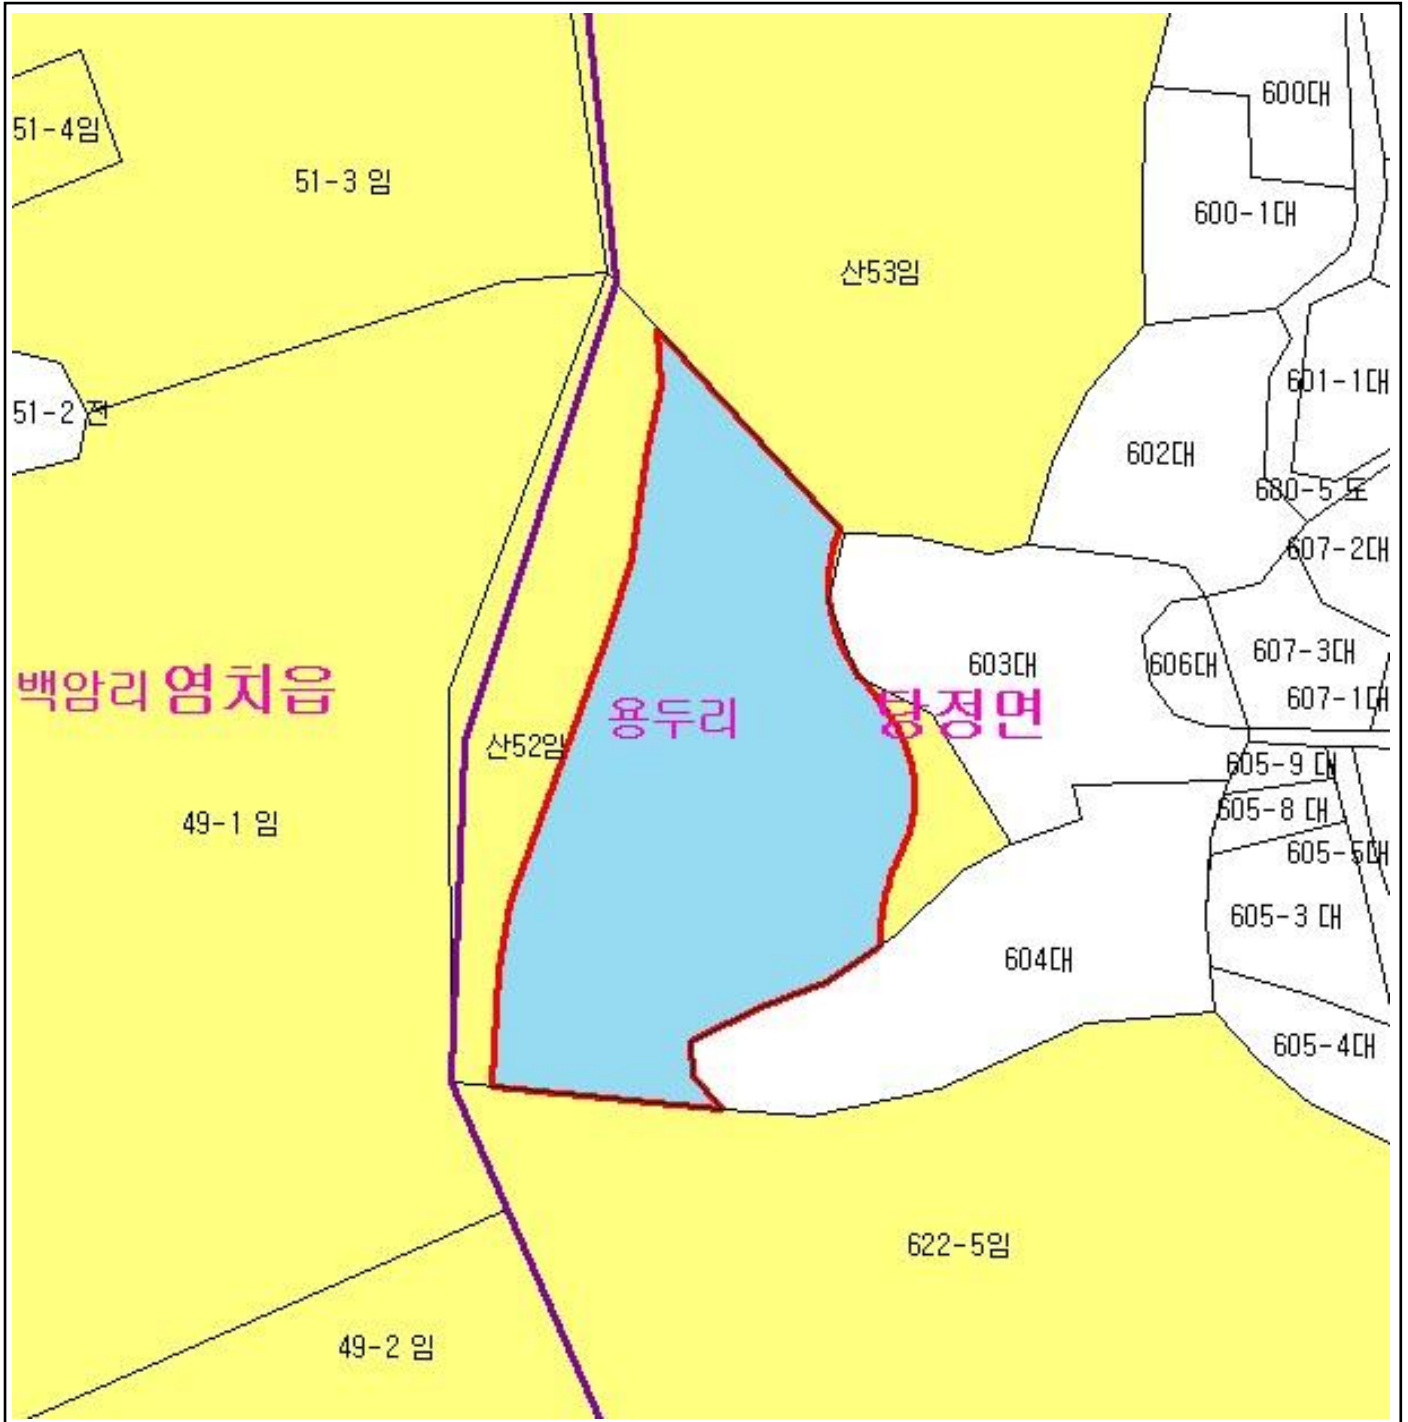 600대
51-4임
51-3 임
600-1대
산53임
601-1대
51-2 전
602대
680-5 도
607-2대
607-3대
603대
606대
백암리 염치읍
607-1대
용두리
탕정면
산52임
605-9 대
605-8 대
49-1 임
605-5대
605-3 대
604대
605-4대
622-5임
49-2 임